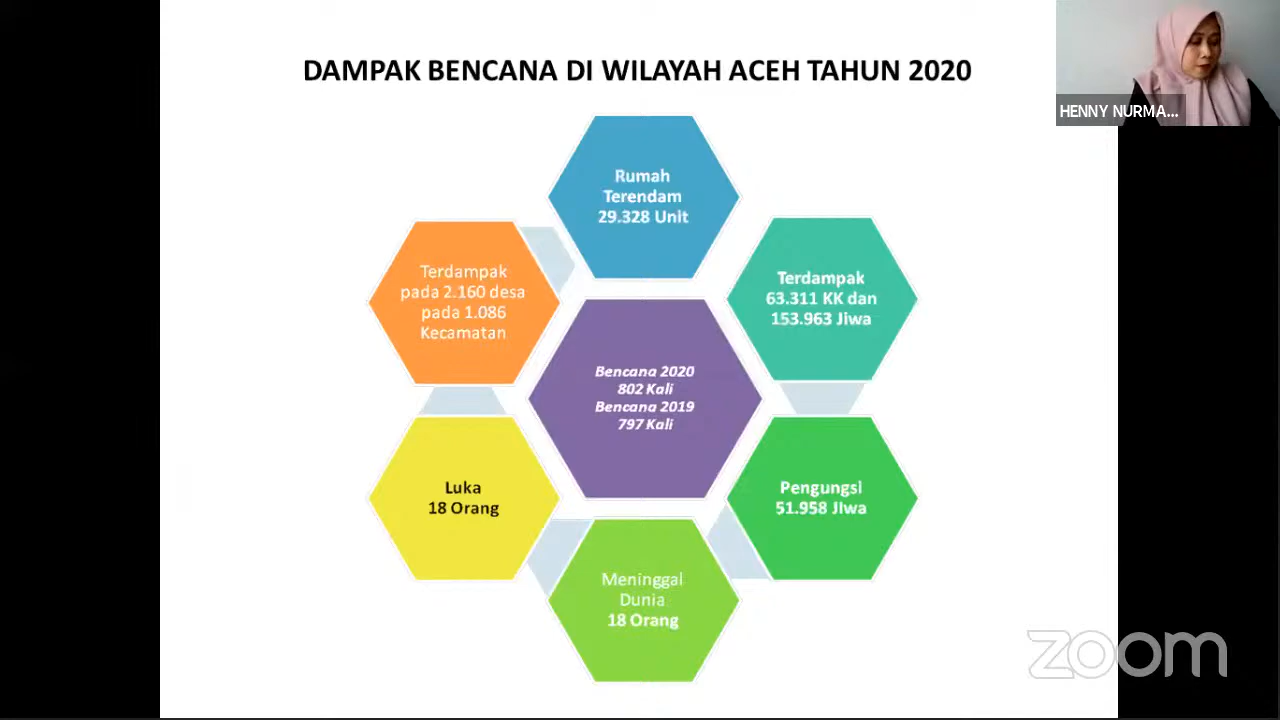 DAMPAK BENCANA DI WILAYAH ACEH TAHUN 2020
HENNY NURMA...
Rumah
Terendam
29.328 Unit
Terdampak
63.311 KK dan
153.963 Jiwa
Pengungsi
51.958 Jiwa
Meninggal
Dunia
18 Orang
Luka
18 Orang
Terdampak
pada 2.160 desa
pada 1.086
Kecamatan
Bencana 2020
802 Kali
Bencana 2019
797 Kali
zoom